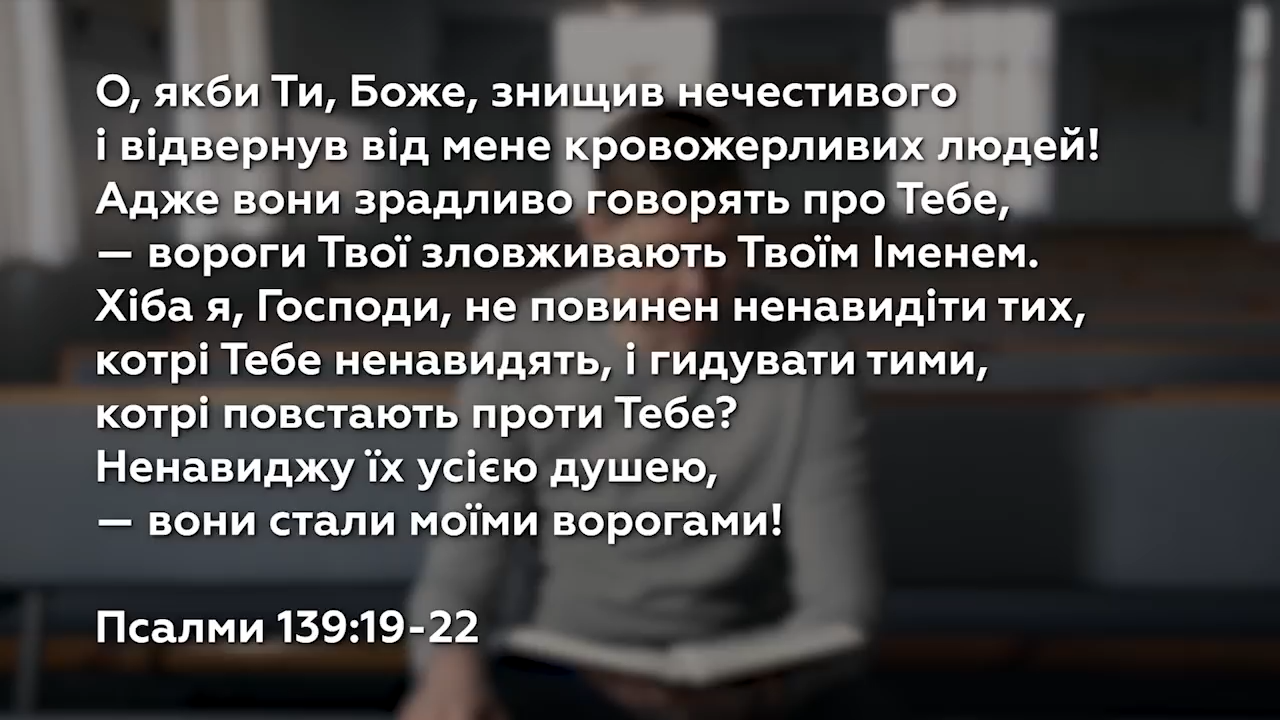 О, якби Ти, Боже, знищив нечестивого
і відвернув від мене кровожерливих людей!
Адже вони зрадливо говорять про Тебе,
— вороги Твої зловживають Твоїм Іменем.
Хіба я, Господи, не повинен ненавидіти тих,
котрі Тебе ненавидять, і гидувати тими,
котрі повстають проти Тебе?
Ненавиджу їх усією душею,
— вони стали моїми ворогами!
Псалми 139:19-22